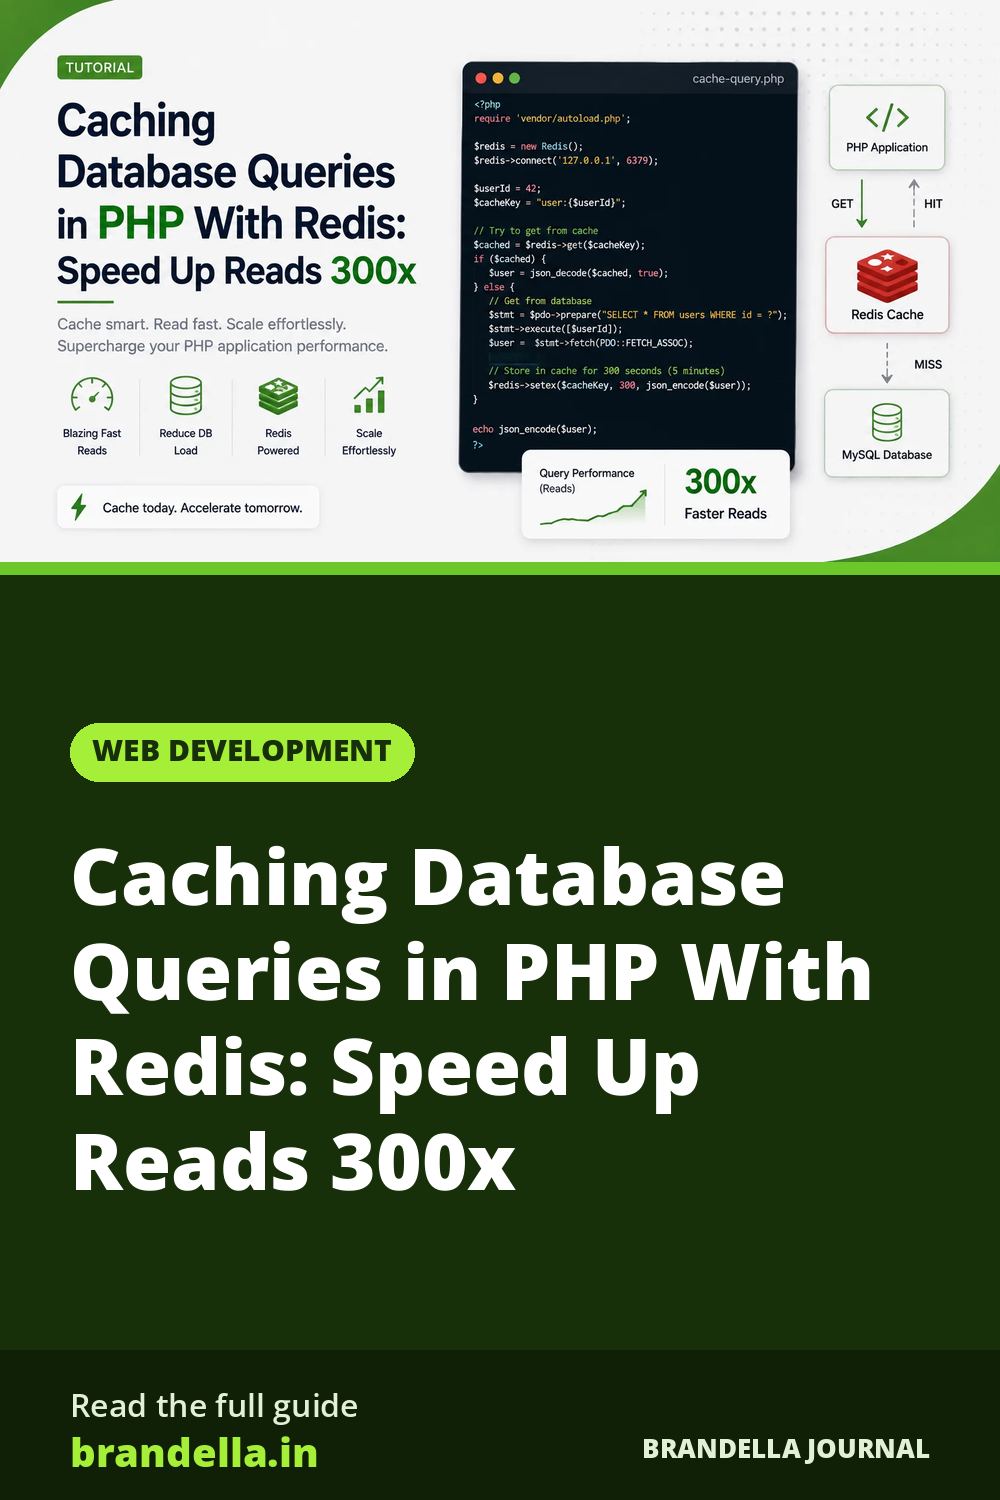 TUTORIAL
Caching
Database Queries
in PHP With Redis:
Speed Up Reads 300x
Cache smart. Read fast. Scale effortlessly.
Supercharge your PHP application performance.
Blazing Fast
Reads
Reduce DB
Load
Redis
Powered
Scale
Effortlessly
Cache today. Accelerate tomorrow.
cache-query.php
<?php
require 'vendor/autoload.php';
$redis = new Redis();
$redis->connect('127.0.0.1', 6379);
$userId = 42;
$cacheKey = "user:{$userId}";
// Try to get from cache
$cached = $redis->get($cacheKey);
if ($cached) {
$user = json_decode($cached, true);
} else {
// Get from database
$stmt = $pdo->prepare("SELECT * FROM users WHERE id = ?");
$stmt->execute([$userId]);
$user =  $stmt->fetch(PDO::FETCH_ASSOC);
// Store in cache for 300 seconds (5 minutes)
$redis->setex($cacheKey, 300, json_encode($user));
}
echo json_encode($user);
?>
Query Performance
(Reads)
300x
Faster Reads
</>
PHP Application
GET
HIT
Redis Cache
MISS
MySQL Database
WEB DEVELOPMENT
Caching Database
Queries in PHP With
Redis: Speed Up
Reads 300x
Read the full guide
brandella.in
BRANDELLA JOURNAL